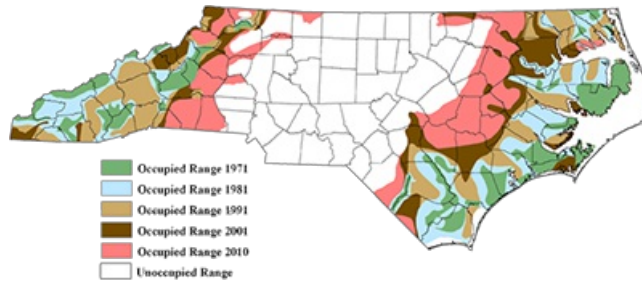 Occupied Range 1971
Occupied Range 1981
Occupied Range 1991
Occupied Range 2001
Occupied Range 2010
Unoccupied Range